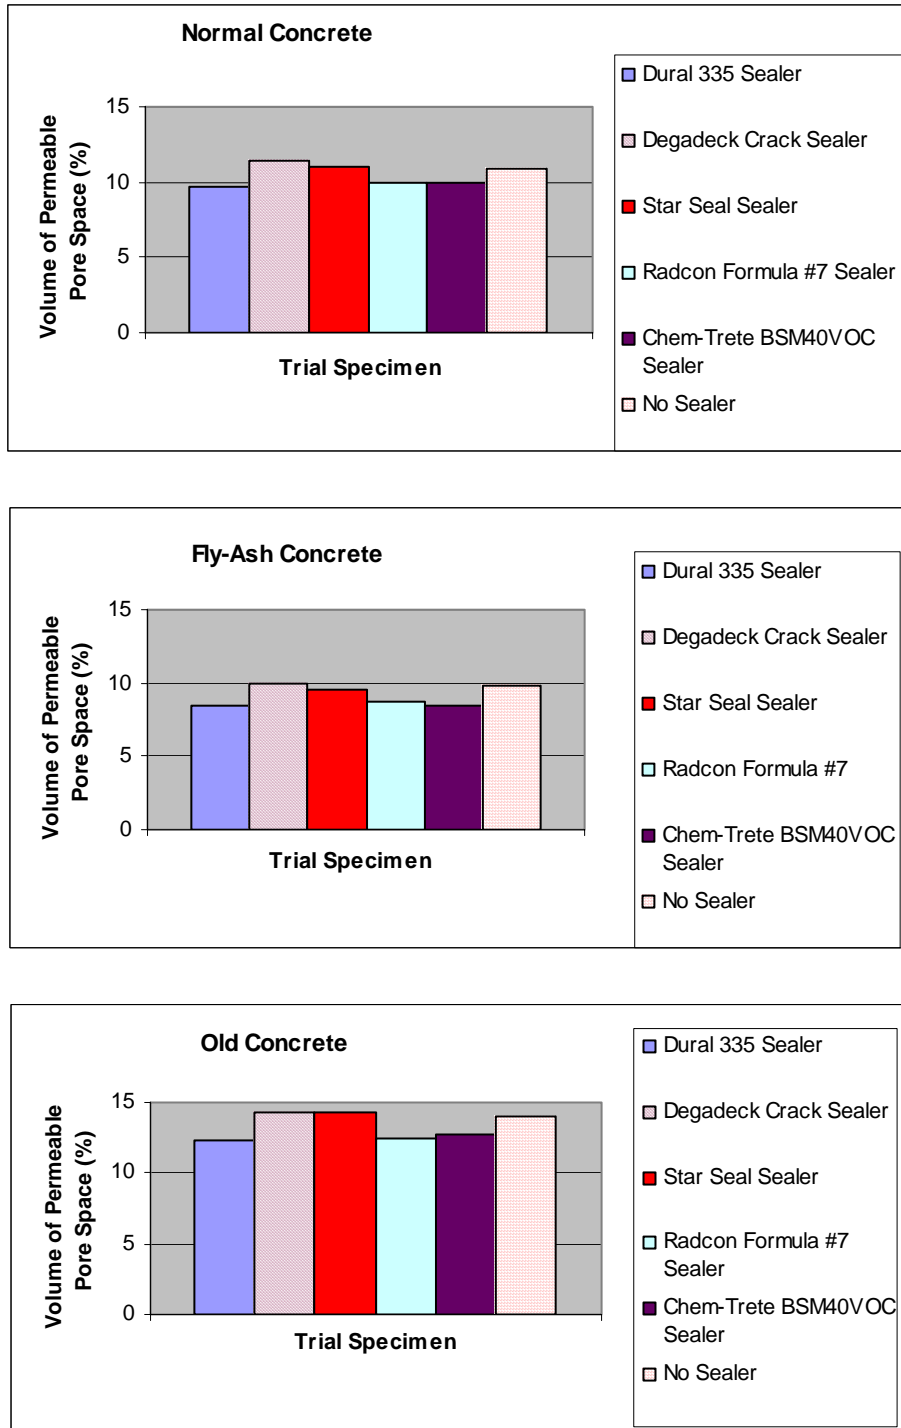 Normal Concrete
Volume of Permeable
Pore Space (%)
15
10
5
0
Trial Specimen
Dural 335 Sealer
Degadeck Crack Sealer
Star Seal Sealer
Radcon Formula #7 Sealer
Chem-Trete BSM40VOC
Sealer
No Sealer
Fly-Ash Concrete
Volume of Permeable
Pore Space (%)
15
10
5
0
Trial Specimen
Dural 335 Sealer
Degadeck Crack Sealer
Star Seal Sealer
Radcon Formula #7
Chem-Trete BSM40VOC
Sealer
No Sealer
Old Concrete
Volume of Permeable
Pore Space (%)
15
10
5
0
Trial Specimen
Dural 335 Sealer
Degadeck Crack Sealer
Star Seal Sealer
Radcon Formula #7
Sealer
Chem-Trete BSM40VOC
Sealer
No Sealer